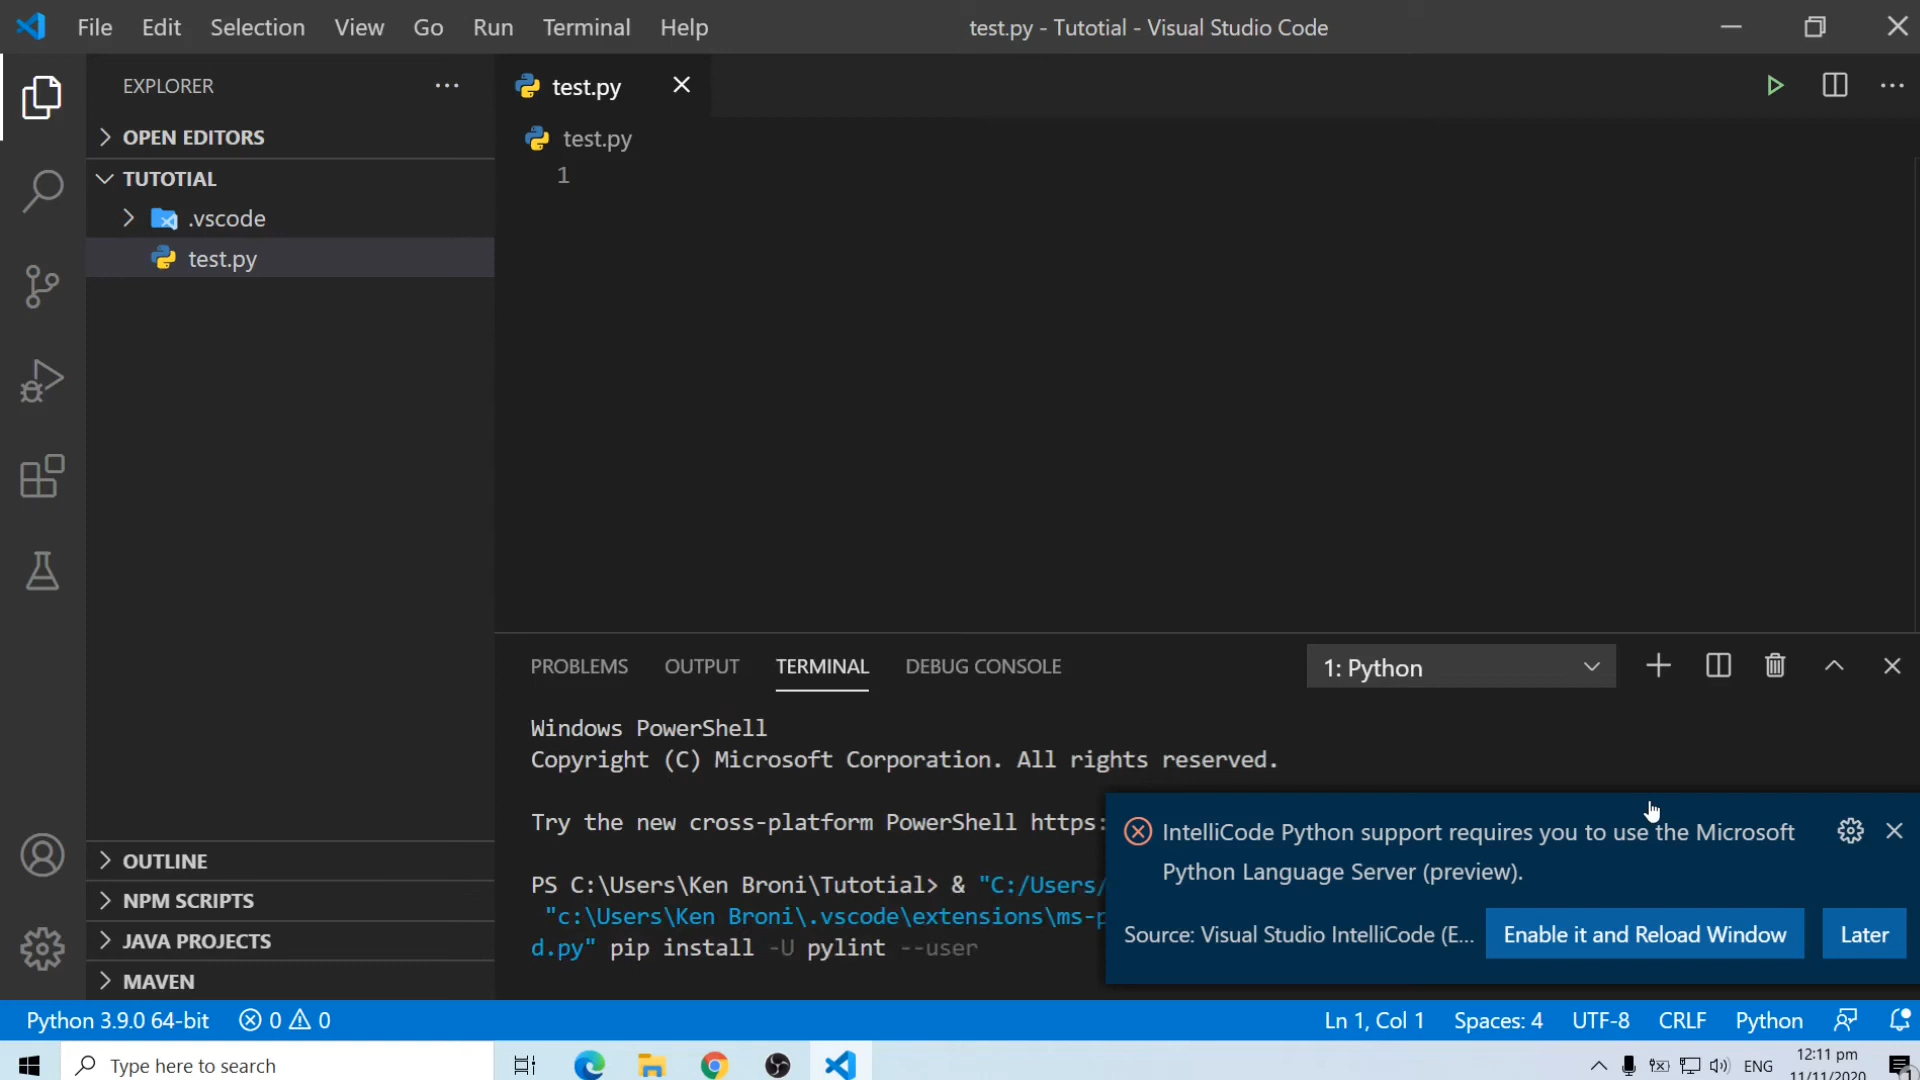 File Edit Selection View Go Run Terminal Help
test.py - Tutotial - Visual Studio Code
EXPLORER
OPEN EDITORS
TUTOTIAL
.vscode
test.py
OUTLINE
NPM SCRIPTS
JAVA PROJECTS
MAVEN
test.py
test.py
1
PROBLEMS OUTPUT TERMINAL DEBUG CONSOLE
1: Python
Windows PowerShell
Copyright (C) Microsoft Corporation. All rights reserved.
Try the new cross-platform PowerShell https:
PS C:\Users\Ken Broni\Tutotial> & "C:/Users/
"c:\Users\Ken Broni\.vscode\extensions\ms-p
d.py" pip install -U pylint --user
IntelliCode Python support requires you to use the Microsoft
Python Language Server (preview).
Source: Visual Studio IntelliCode (E...
Enable it and Reload Window
Later
Python 3.9.0 64-bit
0
0
Ln 1, Col 1 Spaces: 4 UTF-8 CRLF Python
Type here to search
ENG
12:11 pm
11/11/2020
1